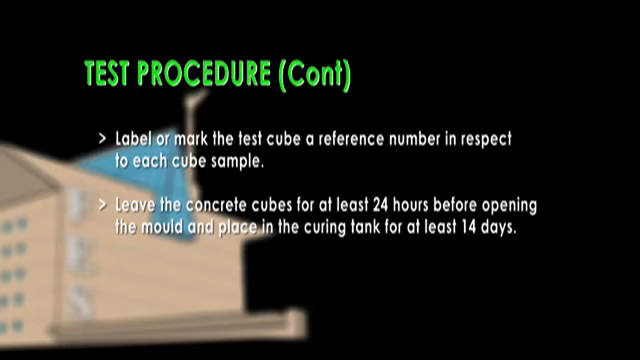 TEST PROCEDURE (Cont)
> Label or mark the test cube a reference number in respect
to each cube sample.
> Leave the concrete cubes for at least 24 hours before opening
the mould and place in the curing tank for at least 14 days.